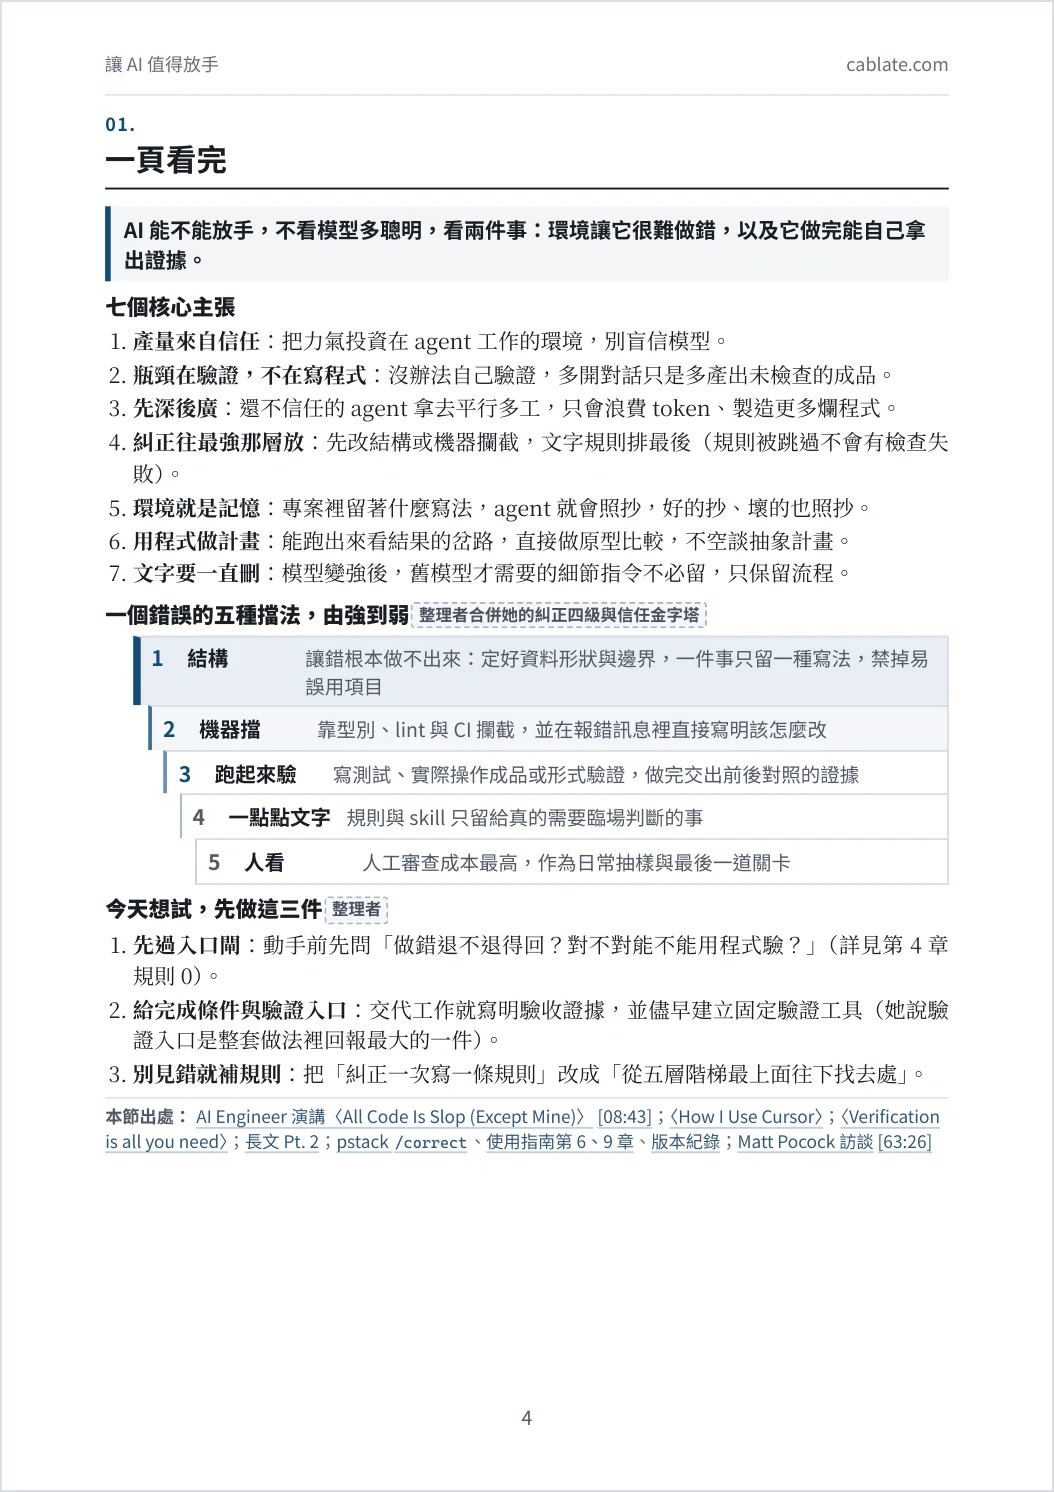 讓 AI 值得放手
cablate.com
01.
一頁看完
AI 能不能放手，不看模型多聰明，看兩件事：環境讓它很難做錯，以及它做完能自己拿
出證據。
七個核心主張
1. 產量來自信任：把力氣投資在 agent 工作的環境，別盲信模型。
2. 瓶頸在驗證，不在寫程式：沒辦法自己驗證，多開對話只是多產出未檢查的成品。
3. 先深後廣：還不信任的 agent 拿去平行多工，只會浪費 token、製造更多爛程式。
4. 糾正往最強那層放：先改結構或機器攔截，文字規則排最後（規則被跳過不會有檢查失
敗）。
5. 環境就是記憶：專案裡留著什麼寫法，agent 就會照抄，好的抄、壞的也照抄。
6. 用程式做計畫：能跑出來看結果的岔路，直接做原型比較，不空談抽象計畫。
7. 文字要一直刪：模型變強後，舊模型才需要的細節指令不必留，只保留流程。
一個錯誤的五種擋法，由強到弱 整理者合併她的糾正四級與信任金字塔
1 結構 讓錯根本做不出來：定好資料形狀與邊界，一件事只留一種寫法，禁掉易
誤用項目
2 機器擋 靠型別、lint 與 CI 攔截，並在報錯訊息裡直接寫明該怎麼改
3 跑起來驗 寫測試、實際操作成品或形式驗證，做完交出前後對照的證據
4 一點點文字 規則與 skill 只留給真的需要臨場判斷的事
5 人看 人工審查成本最高，作為日常抽樣與最後一道關卡
今天想試，先做這三件 整理者
1. 先過入口閘：動手前先問「做錯退不退得回？對不對能不能用程式驗？」（詳見第 4 章
規則 0）。
2. 給完成條件與驗證入口：交代工作就寫明驗收證據，並儘早建立固定驗證工具（她說驗
證入口是整套做法裡回報最大的一件）。
3. 別見錯就補規則：把「糾正一次寫一條規則」改成「從五層階梯最上面往下找去處」。
本節出處： AI Engineer 演講〈All Code Is Slop (Except Mine)〉 [08:43]；〈How I Use Cursor〉；〈Verification
is all you need〉；長文 Pt. 2；pstack /correct、使用指南第 6、9 章、版本紀錄；Matt Pocock 訪談 [63:26]
4